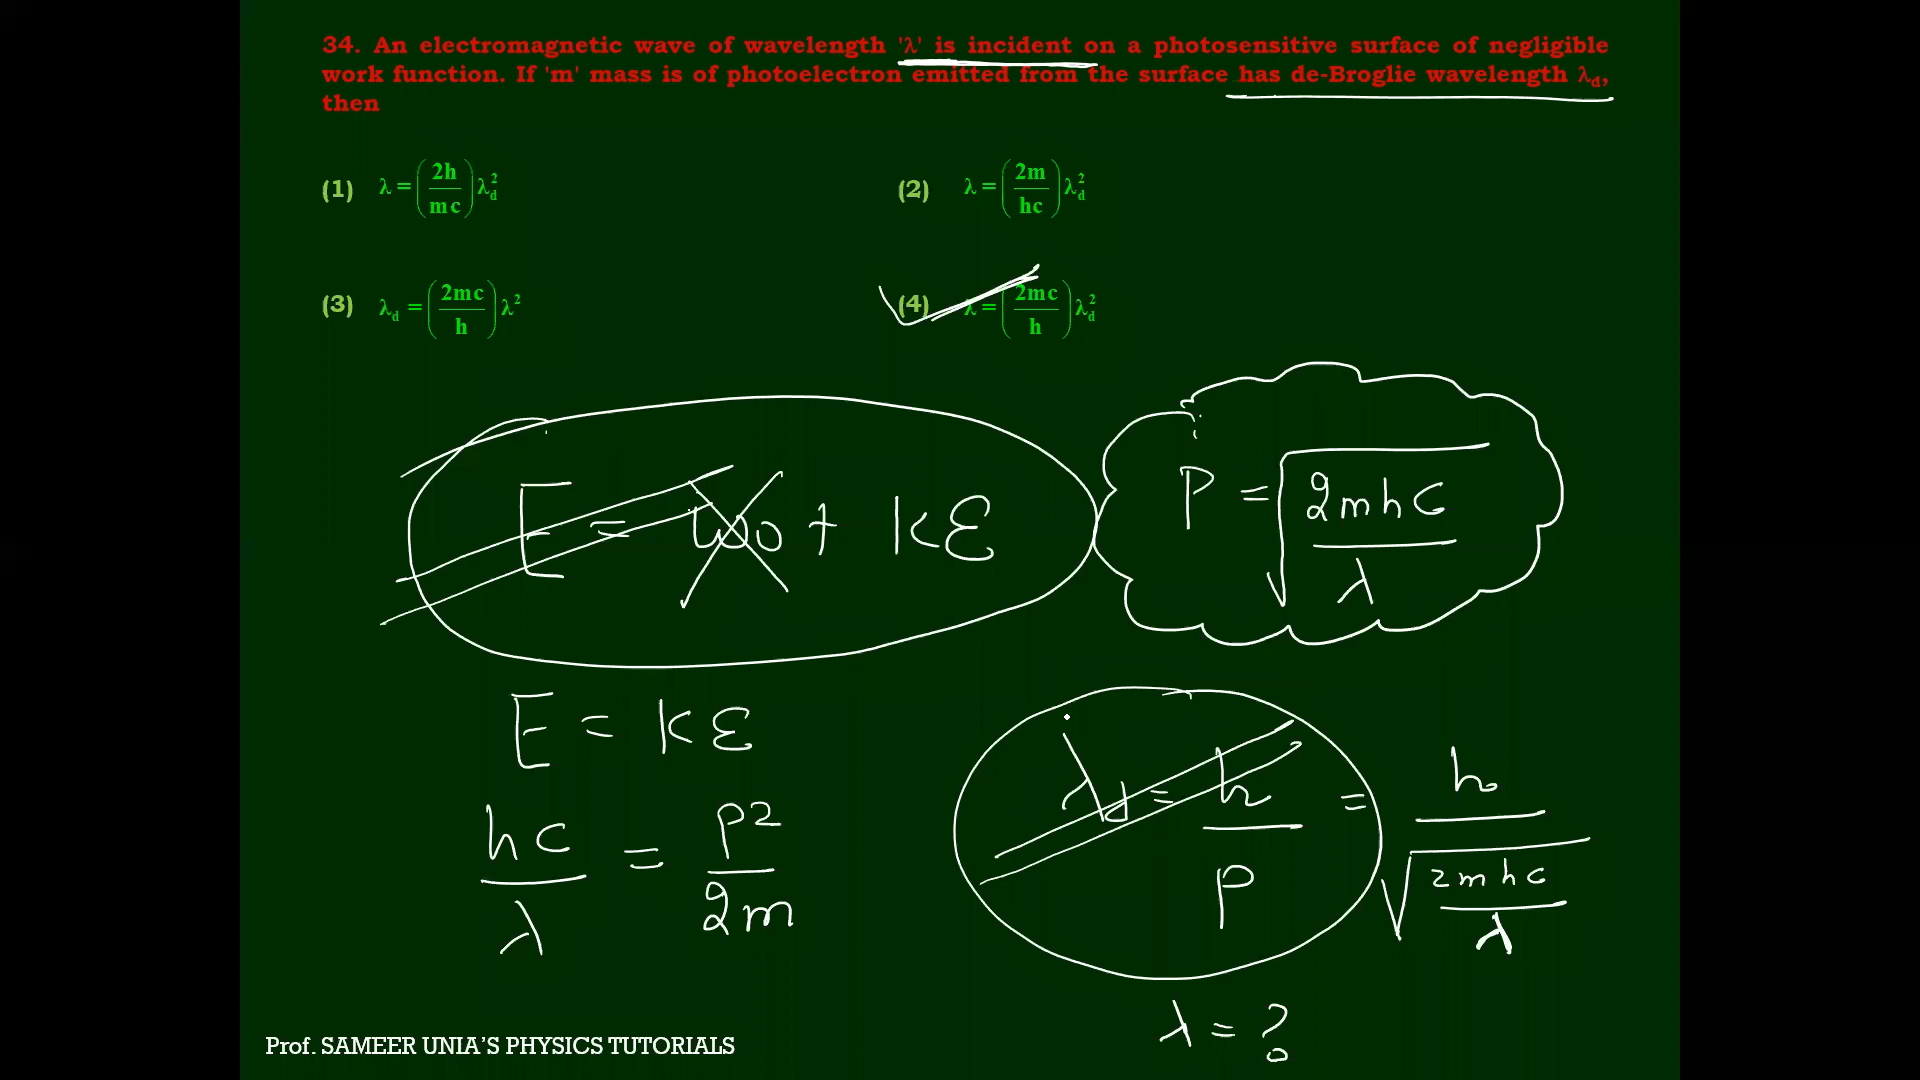 34. An electromagnetic wave of wavelength 'λ' is incident on a photosensitive surface of negligible
work function. If 'm' mass is of photoelectron emitted from the surface has de-Broglie wavelength λd,
then
(1) λ = (2h/mc) λd²
(2) λ = (2m/hc) λd²
(3) λd = (2mc/h) λ²
(4) λ = (2mc/h) λd²
E = W0 + KE
P = √(2mhc/λ)
E = KE
hc/λ = P²/2m
λd = h/P = h/√(2mhc/λ)
λ = ?
Prof. SAMEER UNIA'S PHYSICS TUTORIALS